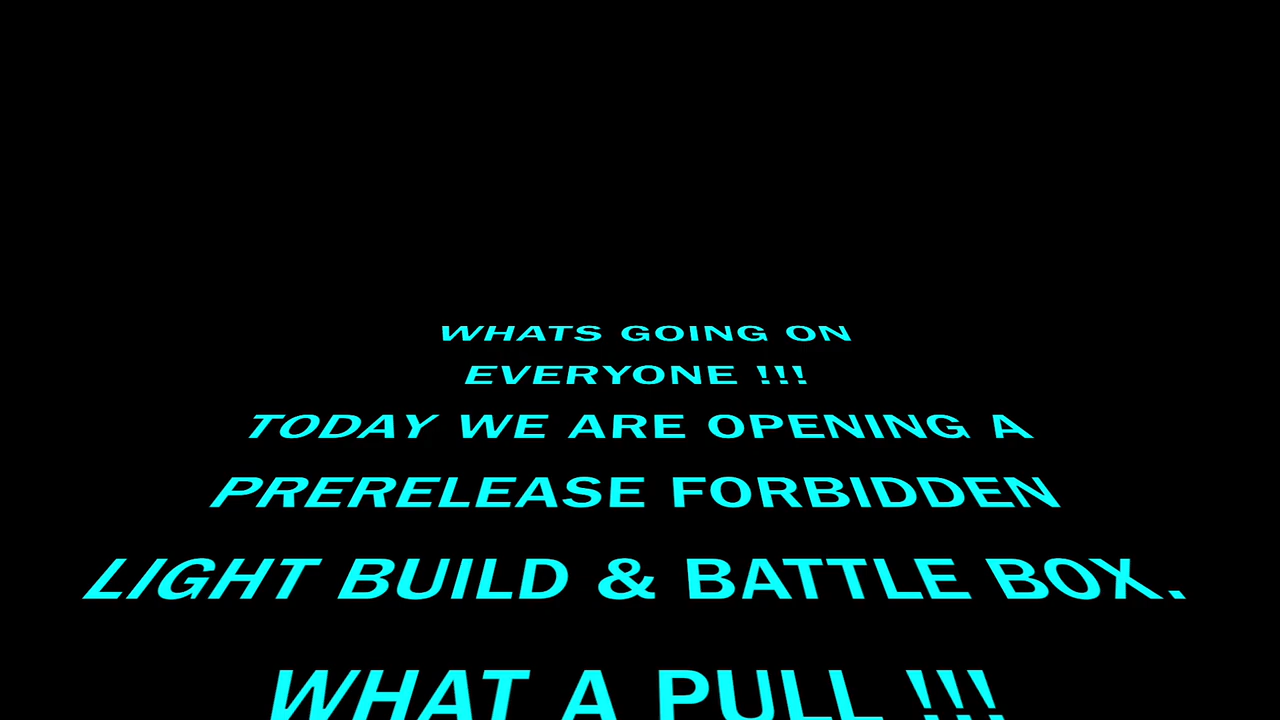 WHATS GOING ON
EVERYONE !!!
TODAY WE ARE OPENING A
PRERELEASE FORBIDDEN
LIGHT BUILD & BATTLE BOX.
WHAT A PULL !!!